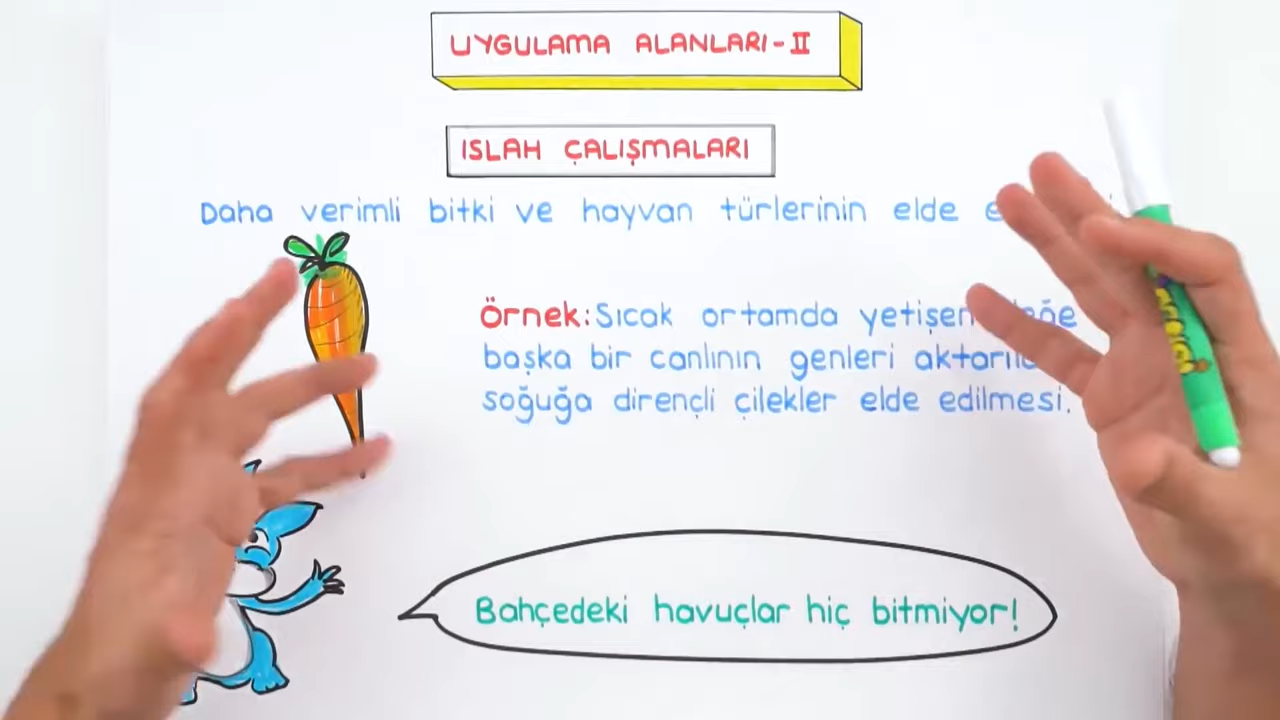 UYGULAMA ALANLARI-II
ISLAH ÇALIŞMALARI
Daha verimli bitki ve hayvan türlerinin elde
Örnek: Sıcak ortamda yetişen
başka bir canlının genleri
soğuğa dirençli çilekler elde edilmesi.
Bahçedeki havuçlar hiç bitmiyor!